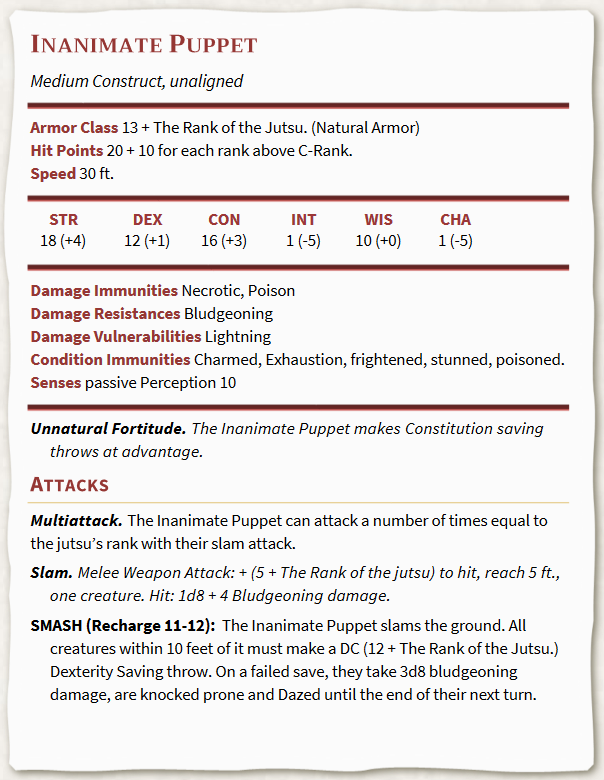 Inanimate Puppet
Medium Construct, unaligned
Armor Class 13 + The Rank of the Jutsu. (Natural Armor)
Hit Points 20 + 10 for each rank above C-Rank.
Speed 30 ft.
STR DEX CON INT WIS CHA
18 (+4) 12 (+1) 16 (+3) 1 (-5) 10 (+0) 1 (-5)
Damage Immunities Necrotic, Poison
Damage Resistances Bludgeoning
Damage Vulnerabilities Lightning
Condition Immunities Charmed, Exhaustion, frightened, stunned, poisoned.
Senses passive Perception 10
Unnatural Fortitude. The Inanimate Puppet makes Constitution saving
throws at advantage.
Attacks
Multiattack. The Inanimate Puppet can attack a number of times equal to
the jutsu’s rank with their slam attack.
Slam. Melee Weapon Attack: + (5 + The Rank of the jutsu) to hit, reach 5 ft.,
one creature. Hit: 1d8 + 4 Bludgeoning damage.
SMASH (Recharge 11-12): The Inanimate Puppet slams the ground. All
creatures within 10 feet of it must make a DC (12 + The Rank of the Jutsu.)
Dexterity Saving throw. On a failed save, they take 3d8 bludgeoning
damage, are knocked prone and Dazed until the end of their next turn.